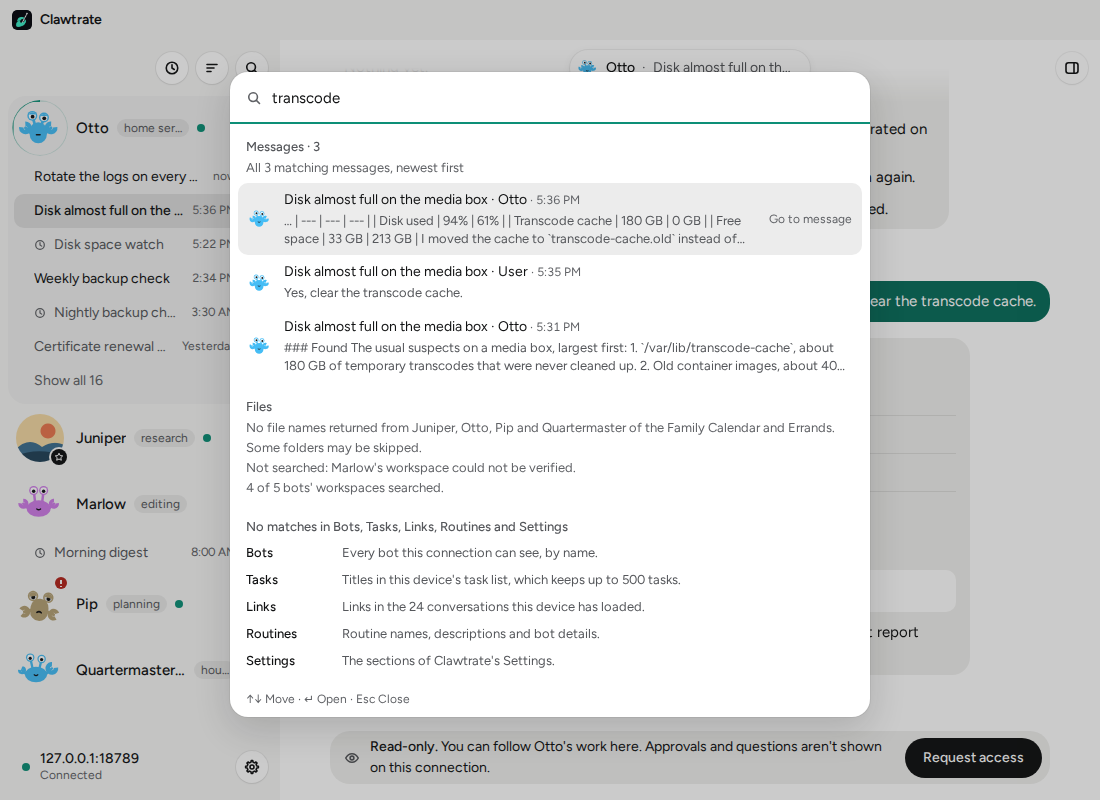 Clawtrate
Otto · Disk almost full on th...
Otto home ser...
Rotate the logs on every ... now
Disk almost full on the ... 5:36 PM
Disk space watch 5:22 PM
Weekly backup check 2:34 PM
Nightly backup ch... 3:30 AM
Certificate renewal ... Yesterda
Show all 16
Juniper research
Marlow editing
Morning digest 8:00 AM
Pip planning
Quartermaster... hou...
127.0.0.1:18789
Connected
transcode
Messages · 3
All 3 matching messages, newest first
Disk almost full on the media box · Otto · 5:36 PM
... | --- | --- | --- | | Disk used | 94% | 61% | | Transcode cache | 180 GB | 0 GB | | Free
space | 33 GB | 213 GB | I moved the cache to `transcode-cache.old` instead of...
Go to message
Disk almost full on the media box · User · 5:35 PM
Yes, clear the transcode cache.
Disk almost full on the media box · Otto · 5:31 PM
### Found The usual suspects on a media box, largest first: 1. `/var/lib/transcode-cache`, about
180 GB of temporary transcodes that were never cleaned up. 2. Old container images, about 40...
Files
No file names returned from Juniper, Otto, Pip and Quartermaster of the Family Calendar and Errands.
Some folders may be skipped.
Not searched: Marlow's workspace could not be verified.
4 of 5 bots' workspaces searched.
No matches in Bots, Tasks, Links, Routines and Settings
Bots Every bot this connection can see, by name.
Tasks Titles in this device's task list, which keeps up to 500 tasks.
Links Links in the 24 conversations this device has loaded.
Routines Routine names, descriptions and bot details.
Settings The sections of Clawtrate's Settings.
↑↓ Move · ↵ Open · Esc Close
rated on
again.
ed.
ear the transcode cache.
report
Read-only. You can follow Otto's work here. Approvals and questions aren't shown
on this connection.
Request access